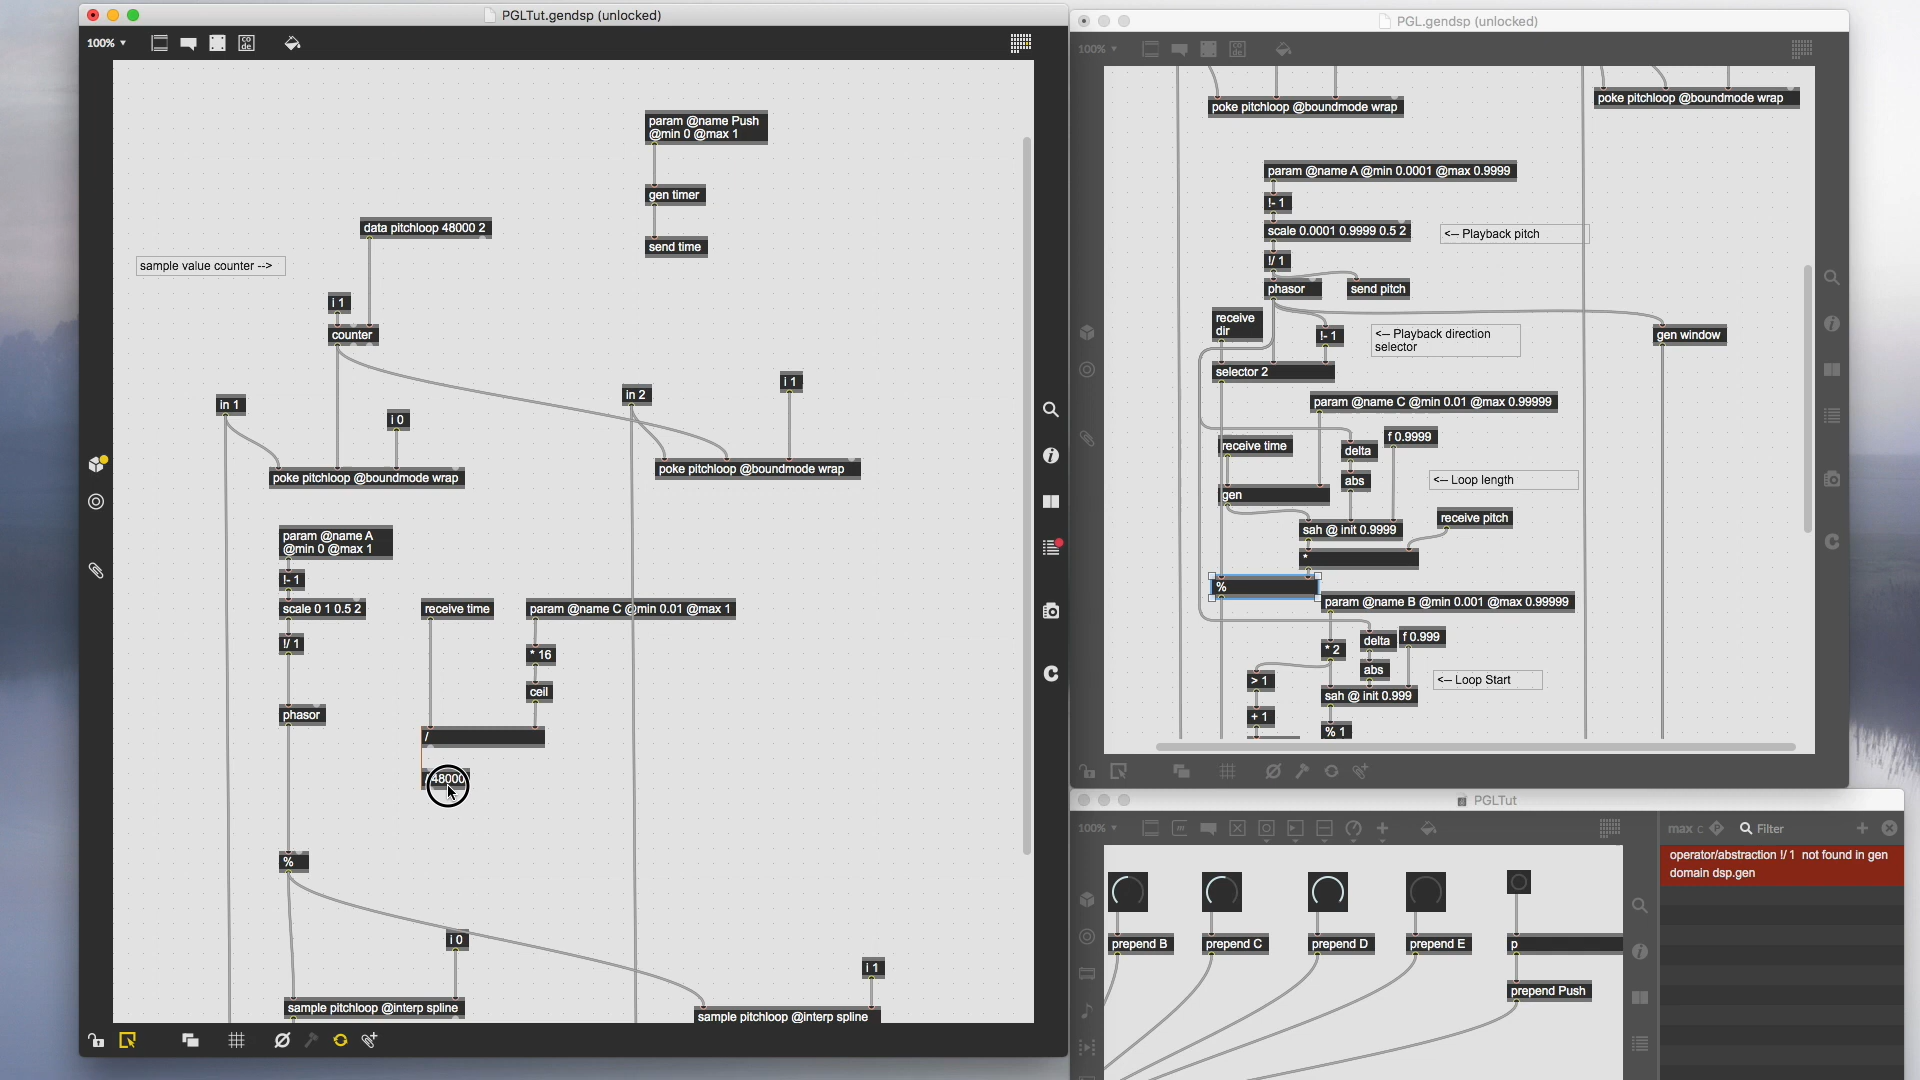 PGLTut.gendsp (unlocked)
100%
param @name Push
@min 0 @max 1
gen timer
send time
data pitchloop 48000 2
sample value counter -->
i 1
counter
in 1
i 0
in 2
i 1
poke pitchloop @boundmode wrap
poke pitchloop @boundmode wrap
param @name A
@min 0 @max 1
!- 1
scale 0 1 0.5 2
!/ 1
phasor
receive time
param @name C @min 0.01 @max 1
* 16
ceil
/
/ 48000
%
i 0
i 1
sample pitchloop @interp spline
sample pitchloop @interp spline
PGL.gendsp (unlocked)
100%
poke pitchloop @boundmode wrap
poke pitchloop @boundmode wrap
param @name A @min 0.0001 @max 0.9999
!- 1
scale 0.0001 0.9999 0.5 2
<-- Playback pitch
!/ 1
phasor
send pitch
receive
dir
!- 1
<-- Playback direction
selector
gen window
selector 2
param @name C @min 0.01 @max 0.99999
receive time
delta
f 0.9999
abs
<-- Loop length
gen
sah @ init 0.9999
receive pitch
*
%
param @name B @min 0.001 @max 0.99999
* 2
delta
f 0.999
abs
> 1
<-- Loop Start
sah @ init 0.999
+ 1
% 1
PGLTut
100%
prepend B
prepend C
prepend D
prepend E
p
prepend Push
max c
Filter
operator/abstraction !/ 1 not found in gen
domain dsp.gen